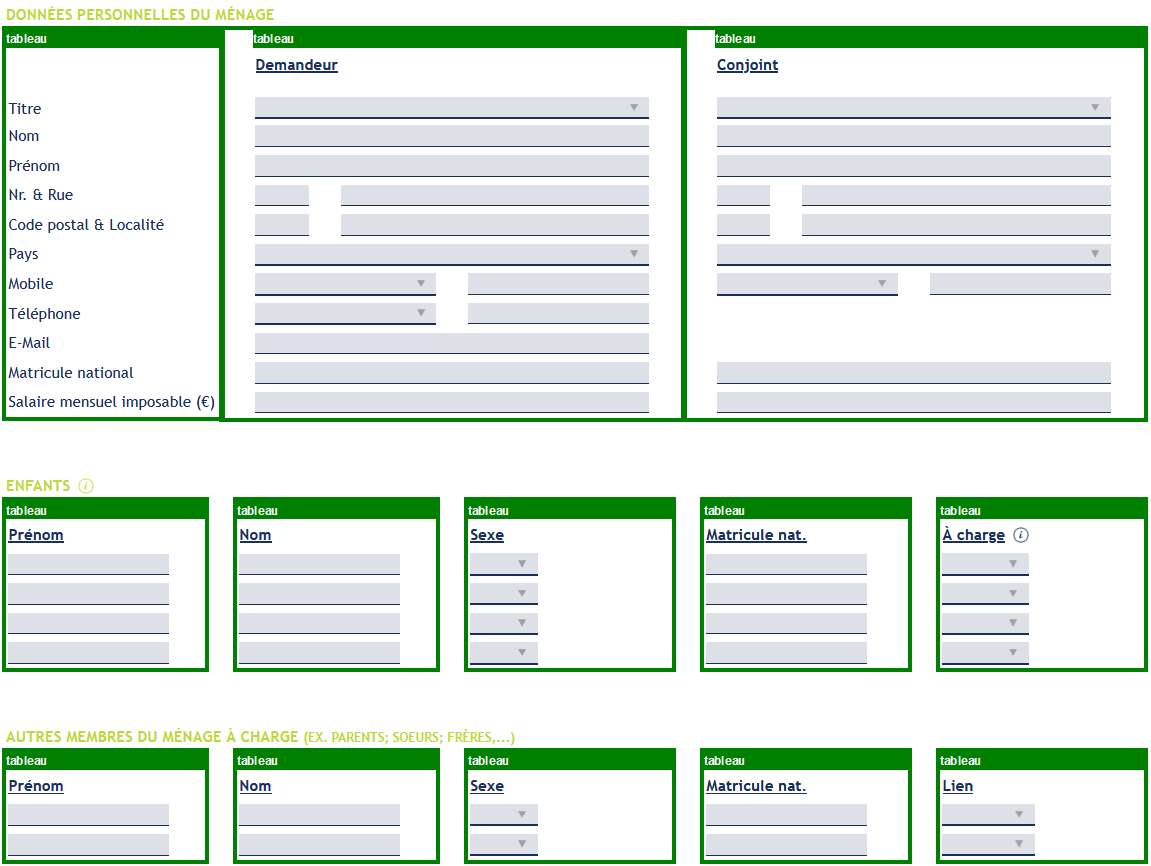 DONNÉES PERSONNELLES DU MÉNAGE
tableau tableau tableau
Demandeur Conjoint
Titre
Nom
Prénom
Nr. & Rue
Code postal & Localité
Pays
Mobile
Téléphone
E-Mail
Matricule national
Salaire mensuel imposable (€)
ENFANTS i
tableau tableau tableau tableau tableau
Prénom Nom Sexe Matricule nat. À charge i
AUTRES MEMBRES DU MÉNAGE À CHARGE (EX. PARENTS; SOEURS; FRÈRES,...)
tableau tableau tableau tableau tableau
Prénom Nom Sexe Matricule nat. Lien